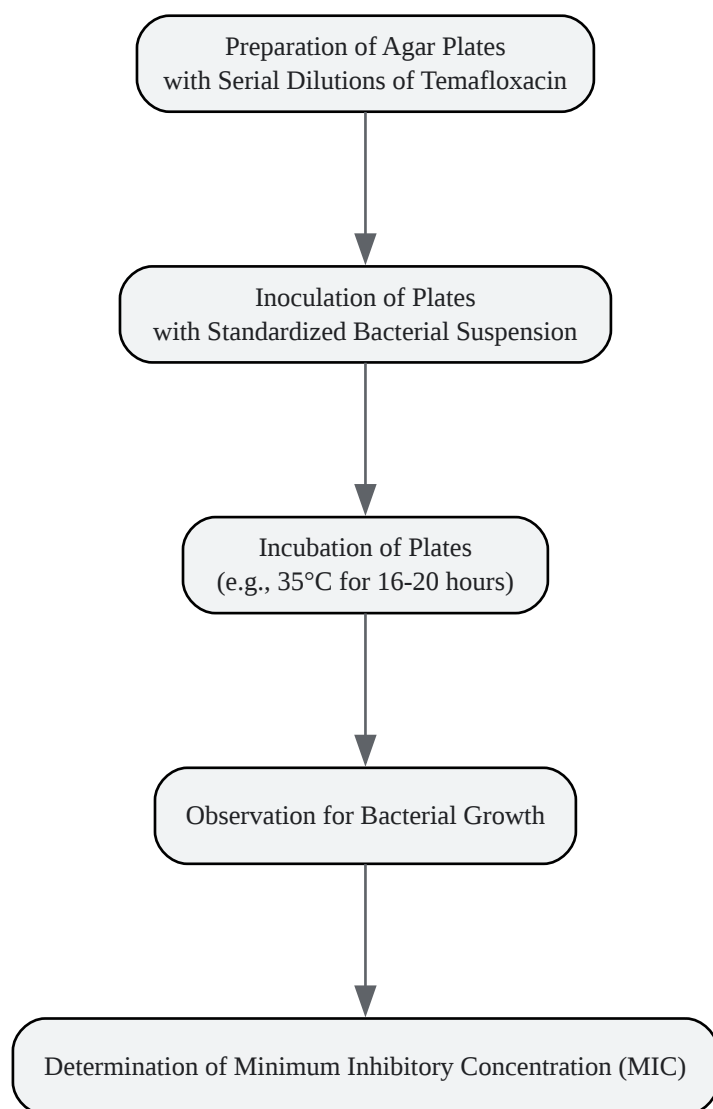 Preparation of Agar Plates
with Serial Dilutions of Temafloxacin
Inoculation of Plates
with Standardized Bacterial Suspension
Incubation of Plates
(e.g., 35°C for 16-20 hours)
Observation for Bacterial Growth
Determination of Minimum Inhibitory Concentration (MIC)